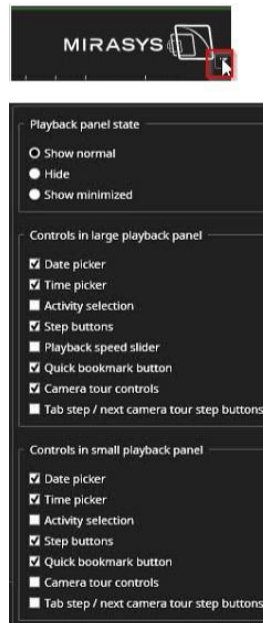 MIRASYS
Playback panel state
Show normal
Hide
Show minimized
Controls in large playback panel
Date picker
Time picker
Activity selection
Step buttons
Playback speed slider
Quick bookmark button
Camera tour controls
Tab step / next camera tour step buttons
Controls in small playback panel
Date picker
Time picker
Activity selection
Step buttons
Quick bookmark button
Camera tour controls
Tab step / next camera tour step buttons